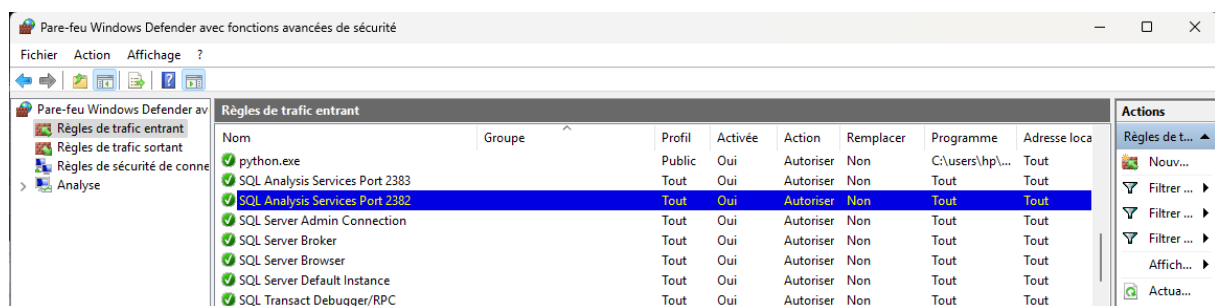 Pare-feu Windows Defender avec fonctions avancées de sécurité
Fichier Action Affichage ?
Pare-feu Windows Defender av
Règles de trafic entrant
Règles de trafic sortant
Règles de sécurité de conne
Analyse
Règles de trafic entrant
Nom Groupe Profil Activée Action Remplacer Programme Adresse loca
python.exe Public Oui Autoriser Non C:\users\hp\... Tout
SQL Analysis Services Port 2383 Tout Oui Autoriser Non Tout Tout
SQL Analysis Services Port 2382 Tout Oui Autoriser Non Tout Tout
SQL Server Admin Connection Tout Oui Autoriser Non Tout Tout
SQL Server Broker Tout Oui Autoriser Non Tout Tout
SQL Server Browser Tout Oui Autoriser Non Tout Tout
SQL Server Default Instance Tout Oui Autoriser Non Tout Tout
SQL Transact Debugger/RPC Tout Oui Autoriser Non Tout Tout
Actions
Règles de t...
Nouv...
Filtrer ...
Filtrer ...
Filtrer ...
Affich...
Actua...